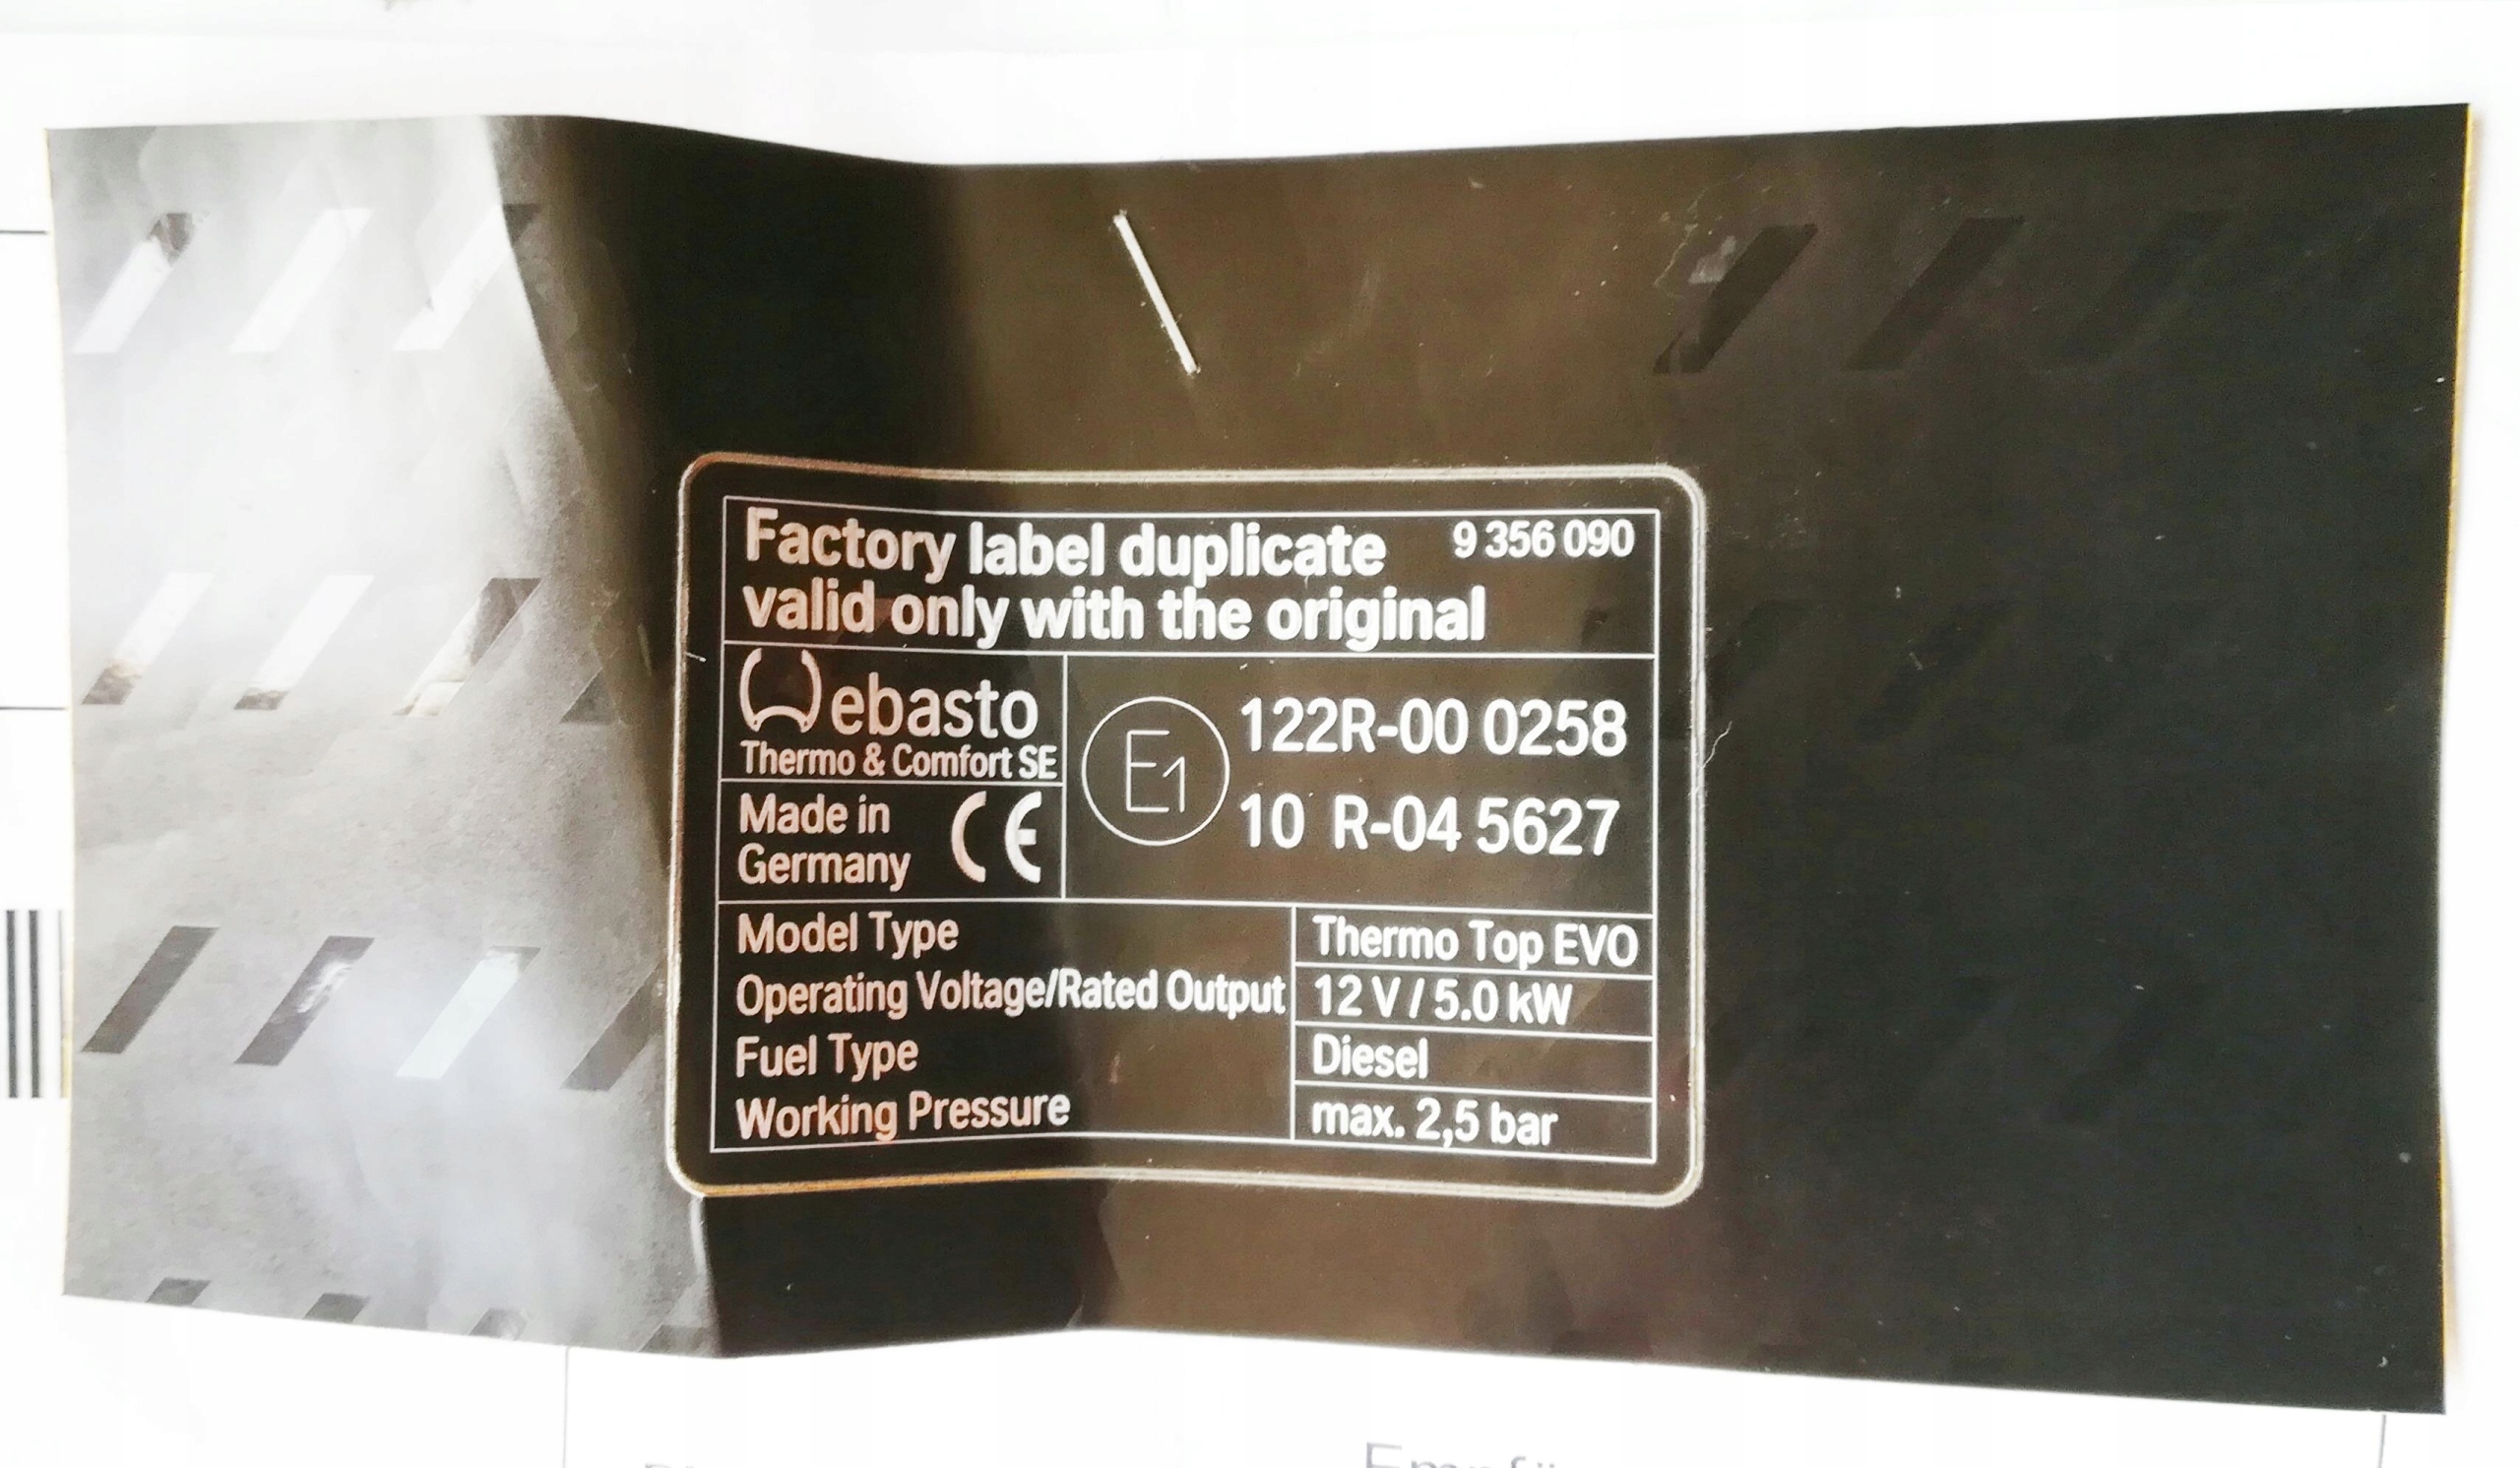 Factory label duplicate 9 356 090
valid only with the original
Webasto
Thermo & Comfort SE
Made in
Germany
CE
E1
122R-00 0258
10 R-04 5627
Model Type Thermo Top EVO
Operating Voltage/Rated Output 12 V / 5.0 kW
Fuel Type Diesel
Working Pressure max. 2,5 bar